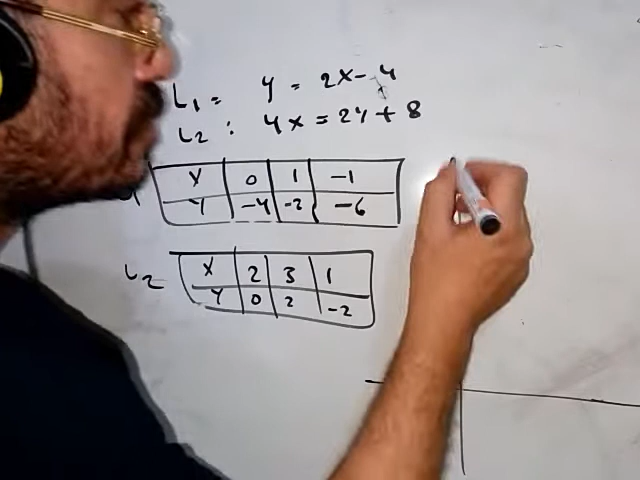 L1 = y = 2x - 4
L2 : 4x = 2y + 8
x 0 1 -1
y -4 -2 -6
L2 x 2 3 1
y 0 2 -2